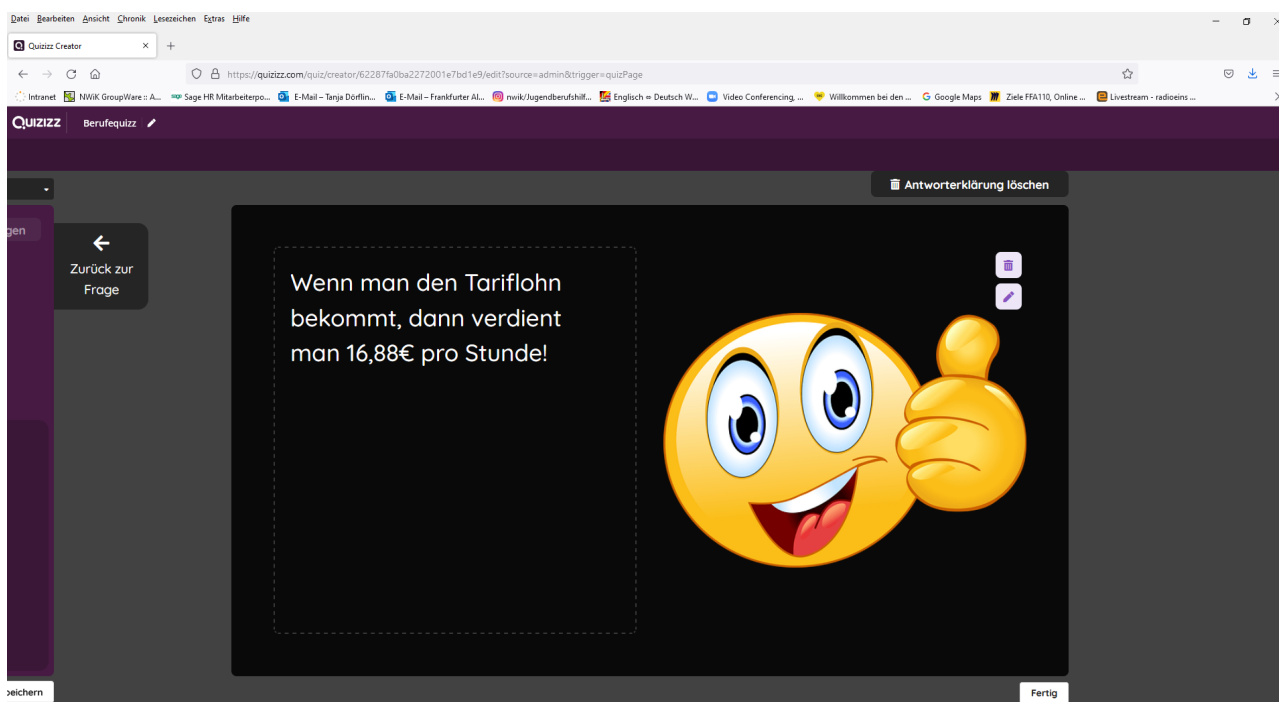 Datei Bearbeiten Ansicht Chronik Lesezeichen Extras Hilfe
Quizizz Creator
https://quizizz.com/quiz/creator/62287fa0ba2272001e7bd1e9/edit?source=admin&trigger=quizPage
Intranet NWiK GroupWare :: A... Sage HR Mitarbeiterpo... E-Mail – Tanja Dörflin... E-Mail – Frankfurter Al... nwik/Jugendberufshilf... Englisch ⇔ Deutsch W... Video Conferencing, ... Willkommen bei den ... Google Maps Ziele FFA110, Online ... Livestream - radioeins ...
QUIZIZZ Berufequizz
Antworterklärung löschen
gen
Zurück zur
Frage
Wenn man den Tariflohn
bekommt, dann verdient
man 16,88€ pro Stunde!
peichern
Fertig